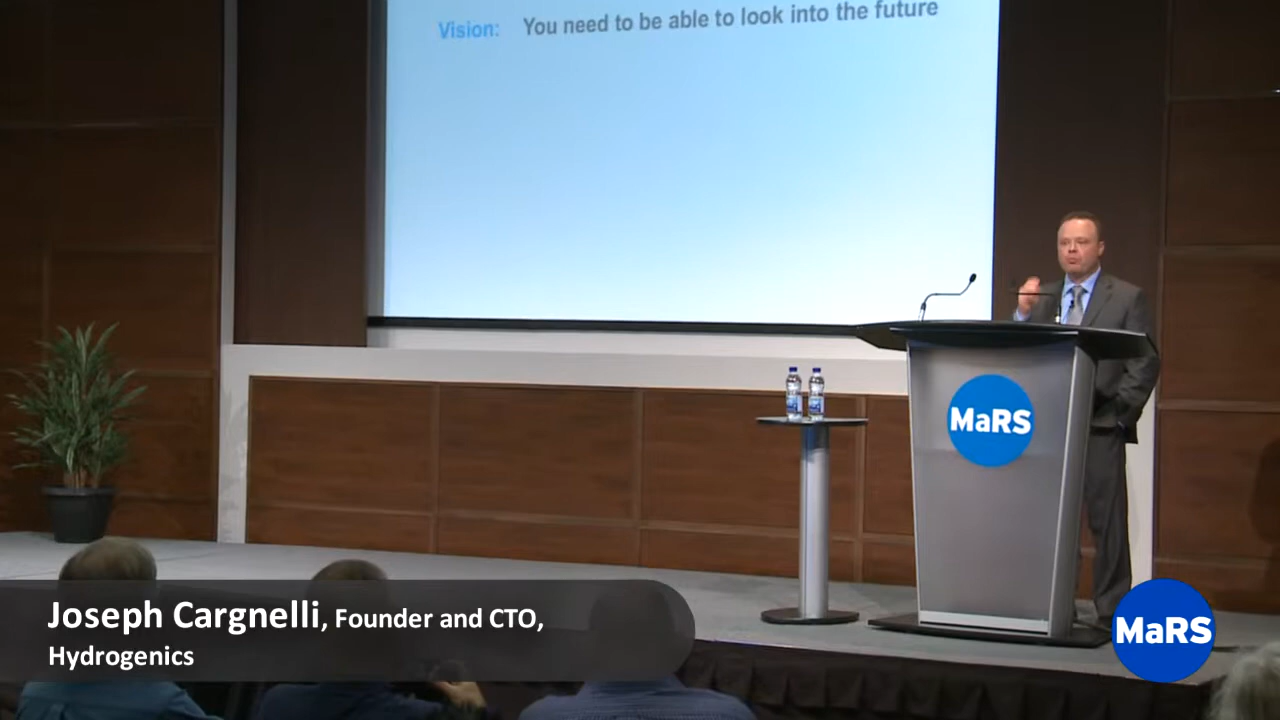 Vision: You need to be able to look into the future
MaRS
Joseph Cargnelli, Founder and CTO,
Hydrogenics
MaRS